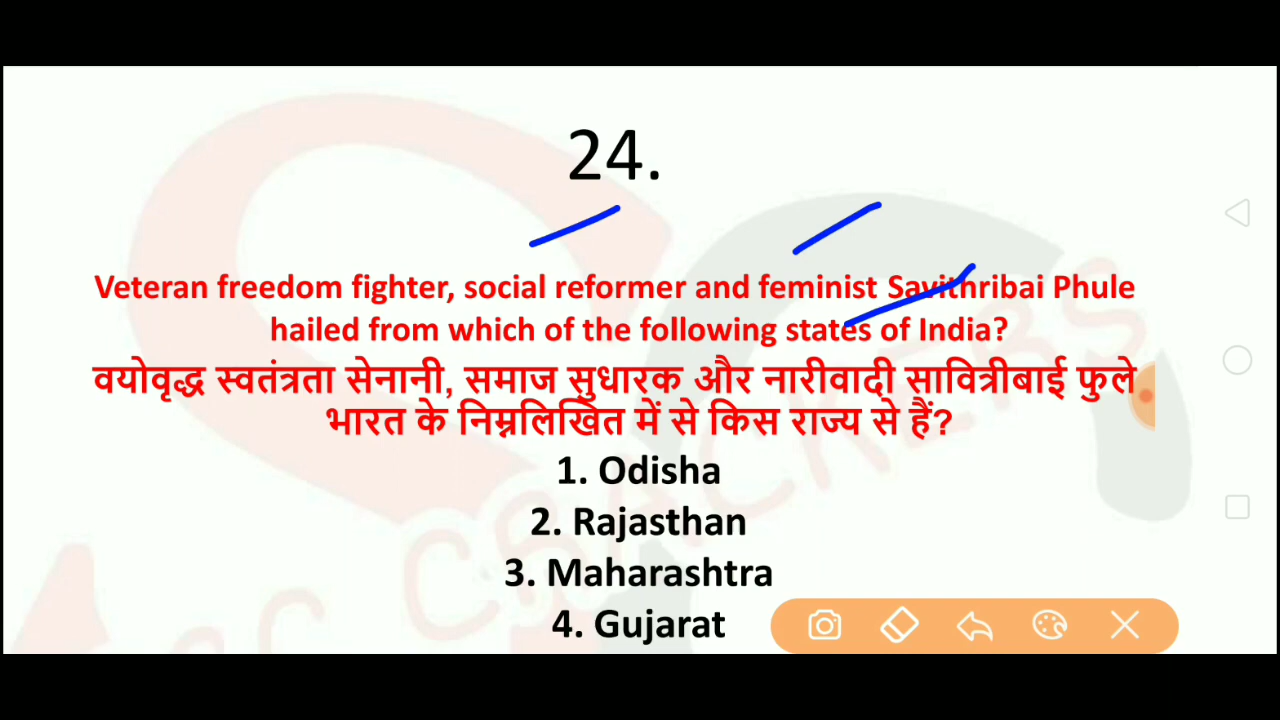 24.
Veteran freedom fighter, social reformer and feminist Savithribai Phule
hailed from which of the following states of India?
वयोवृद्ध स्वतंत्रता सेनानी, समाज सुधारक और नारीवादी सावित्रीबाई फुले
भारत के निम्नलिखित में से किस राज्य से हैं?
1. Odisha
2. Rajasthan
3. Maharashtra
4. Gujarat